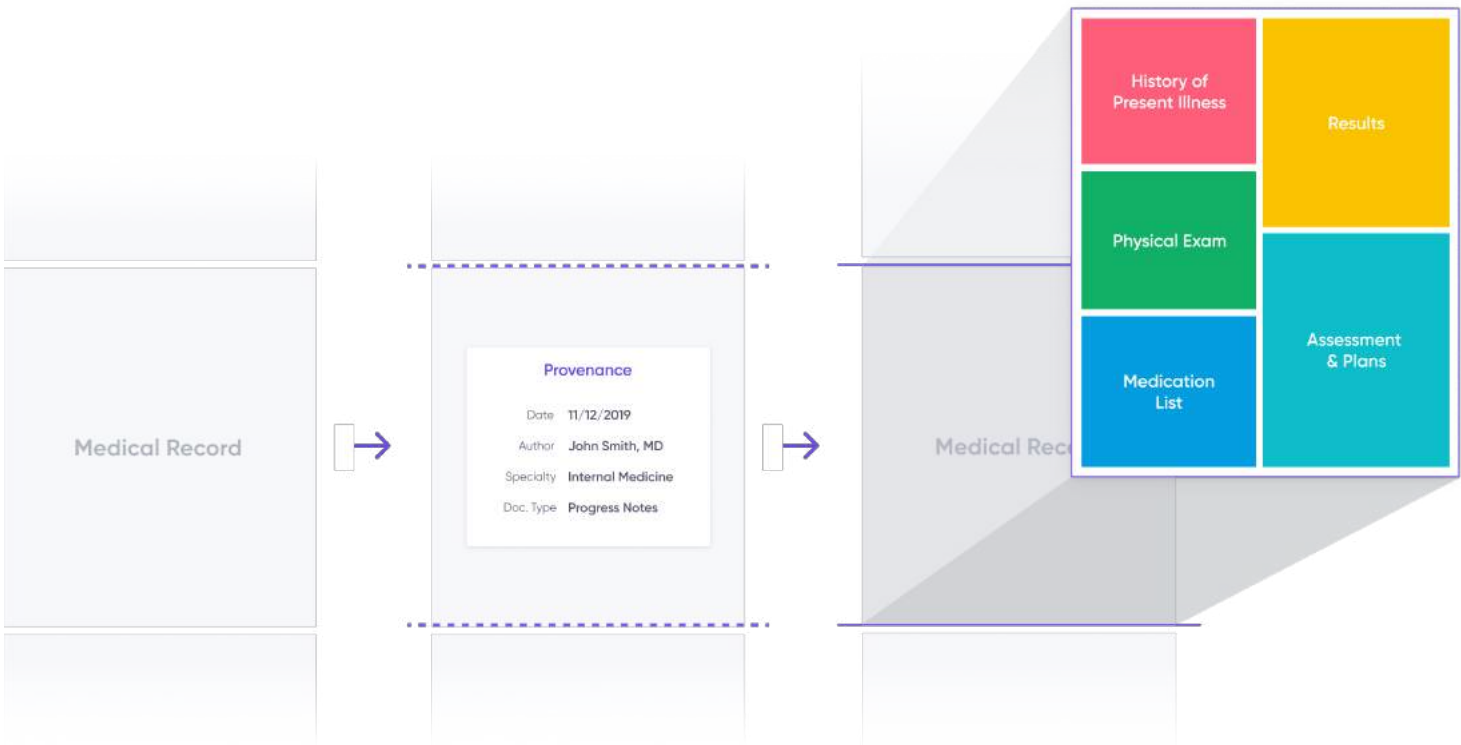 Medical Record
Provenance
Date 11/12/2019
Author John Smith, MD
Specialty Internal Medicine
Doc. Type Progress Notes
Medical Rec
History of
Present Illness
Physical Exam
Medication
List
Results
Assessment
& Plans